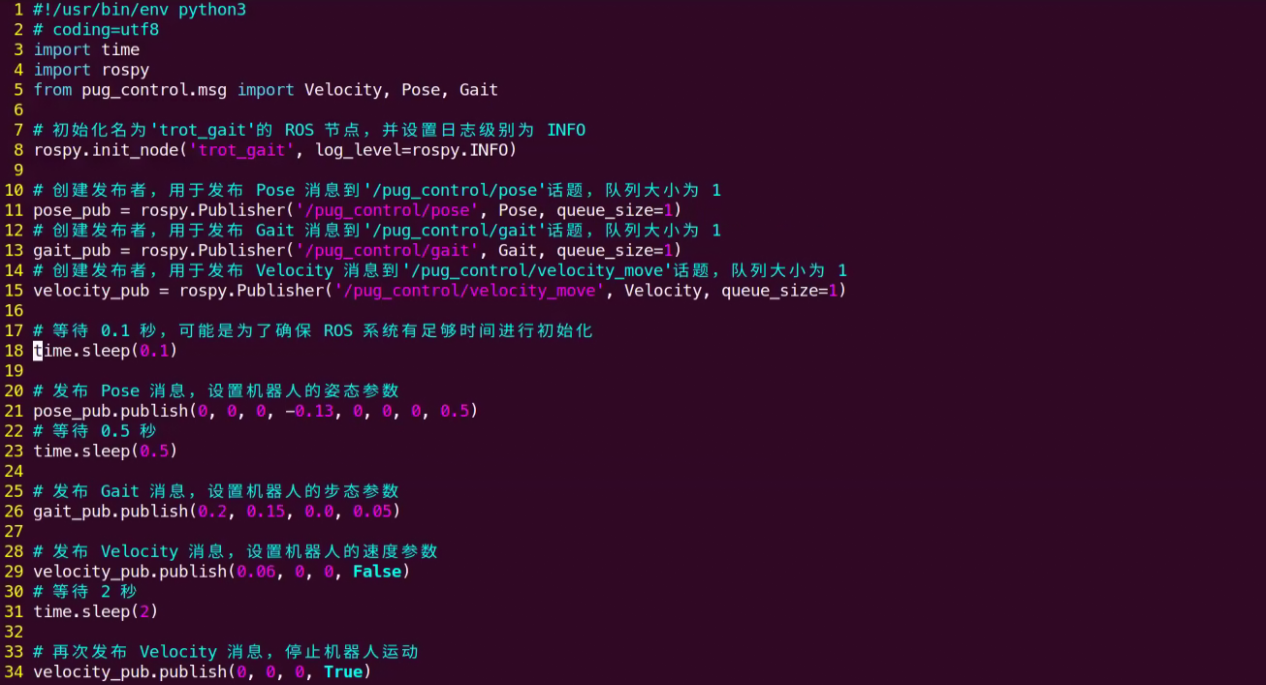 1 #!/usr/bin/env python3
2 # coding=utf8
3 import time
4 import rospy
5 from pug_control.msg import Velocity, Pose, Gait
6
7 # 初始化名为'trot_gait'的 ROS 节点，并设置日志级别为 INFO
8 rospy.init_node('trot_gait', log_level=rospy.INFO)
9
10 # 创建发布者，用于发布 Pose 消息到'/pug_control/pose'话题，队列大小为 1
11 pose_pub = rospy.Publisher('/pug_control/pose', Pose, queue_size=1)
12 # 创建发布者，用于发布 Gait 消息到'/pug_control/gait'话题，队列大小为 1
13 gait_pub = rospy.Publisher('/pug_control/gait', Gait, queue_size=1)
14 # 创建发布者，用于发布 Velocity 消息到'/pug_control/velocity_move'话题，队列大小为 1
15 velocity_pub = rospy.Publisher('/pug_control/velocity_move', Velocity, queue_size=1)
16
17 # 等待 0.1 秒，可能是为了确保 ROS 系统有足够时间进行初始化
18 time.sleep(0.1)
19
20 # 发布 Pose 消息，设置机器人的姿态参数
21 pose_pub.publish(0, 0, 0, -0.13, 0, 0, 0, 0.5)
22 # 等待 0.5 秒
23 time.sleep(0.5)
24
25 # 发布 Gait 消息，设置机器人的步态参数
26 gait_pub.publish(0.2, 0.15, 0.0, 0.05)
27
28 # 发布 Velocity 消息，设置机器人的速度参数
29 velocity_pub.publish(0.06, 0, 0, False)
30 # 等待 2 秒
31 time.sleep(2)
32
33 # 再次发布 Velocity 消息，停止机器人运动
34 velocity_pub.publish(0, 0, 0, True)